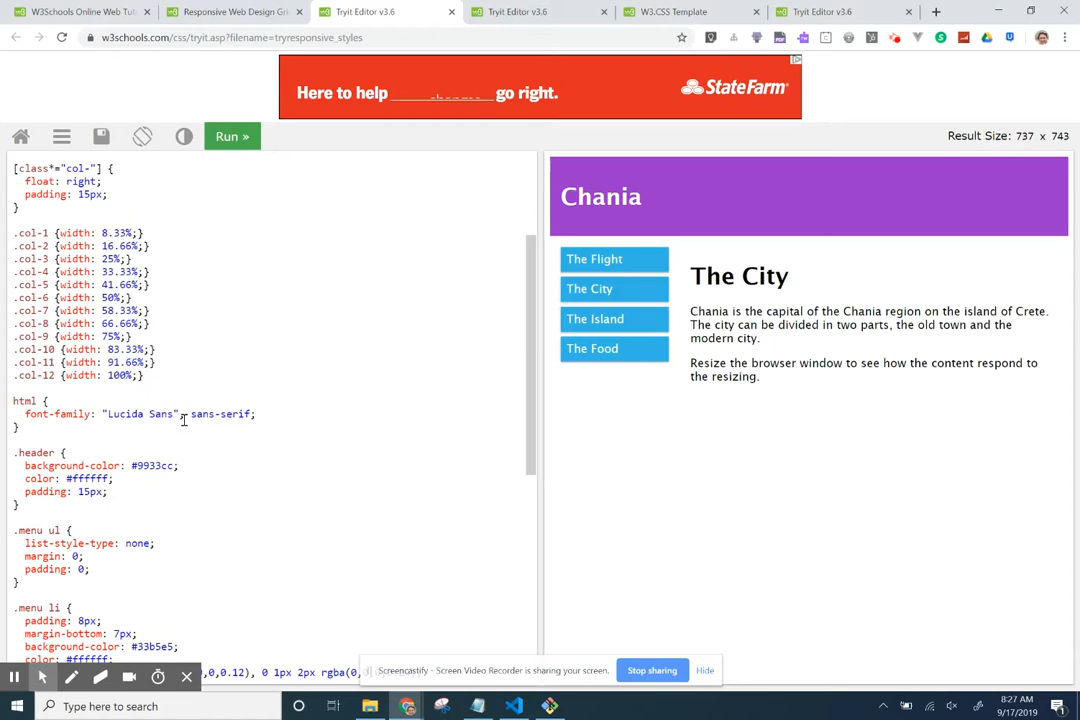 Schools Online Web Tut
Responsive Web Design Gri
Tryit Editor v3.6
Tryit Editor v3.6
W3.CSS Template
Tryit Editor v3.6
w3schools.com/css/tryit.asp?filename=tryresponsive_styles
Here to help go right.
StateFarm
Run »
Result Size: 737 x 743
[class*="col-"] {
float: right;
padding: 15px;
}
.col-1 {width: 8.33%;}
.col-2 {width: 16.66%;}
.col-3 {width: 25%;}
.col-4 {width: 33.33%;}
.col-5 {width: 41.66%;}
.col-6 {width: 50%;}
.col-7 {width: 58.33%;}
.col-8 {width: 66.66%;}
.col-9 {width: 75%;}
.col-10 {width: 83.33%;}
.col-11 {width: 91.66%;}
.col-12 {width: 100%;}
html {
font-family: "Lucida Sans", sans-serif;
}
.header {
background-color: #9933cc;
color: #ffffff;
padding: 15px;
}
.menu ul {
list-style-type: none;
margin: 0;
padding: 0;
}
.menu li {
padding: 8px;
margin-bottom: 7px;
background-color: #33b5e5;
color: #ffffff;
,0,0.12), 0 1px 2px rgba(0,
Chania
The Flight
The City
The Island
The Food
The City
Chania is the capital of the Chania region on the island of Crete.
The city can be divided in two parts, the old town and the
modern city.
Resize the browser window to see how the content respond to
the resizing.
Screencastify - Screen Video Recorder is sharing your screen.
Stop sharing
Hide
Type here to search
8:27 AM
9/17/2019